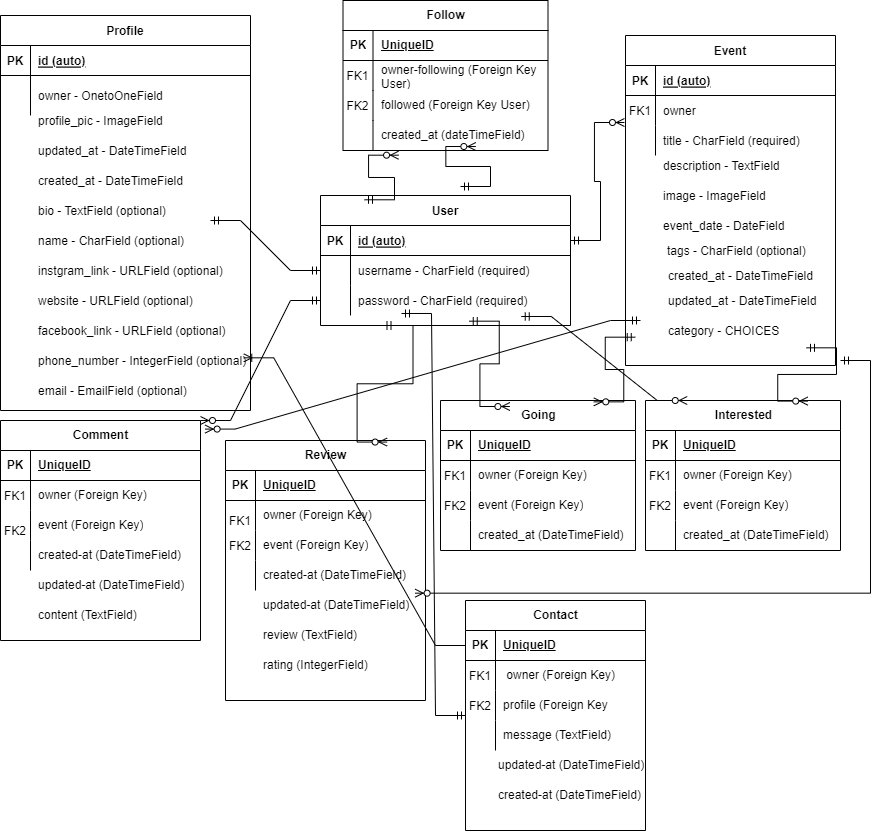 Profile
PK
id (auto)
owner - OnetoOneField
profile_pic - ImageField
updated_at - DateTimeField
created_at - DateTimeField
bio - TextField (optional)
name - CharField (optional)
instgram_link - URLField (optional)
website - URLField (optional)
facebook_link - URLField (optional)
phone_number - IntegerField (optional)
email - EmailField (optional)
Follow
PK
UniqueID
FK1
owner-following (Foreign Key
User)
FK2
followed (Foreign Key User)
created_at (dateTimeField)
Event
PK
id (auto)
FK1
owner
title - CharField (required)
description - TextField
image - ImageField
event_date - DateField
tags - CharField (optional)
created_at - DateTimeField
updated_at - DateTimeField
category - CHOICES
User
PK
id (auto)
username - CharField (required)
password - CharField (required)
Comment
PK
UniqueID
FK1
owner (Foreign Key)
FK2
event (Foreign Key)
created-at (DateTimeField)
updated-at (DateTimeField)
content (TextField)
Review
PK
UniqueID
FK1
owner (Foreign Key)
FK2
event (Foreign Key)
created-at (DateTimeField)
updated-at (DateTimeField)
review (TextField)
rating (IntegerField)
Going
PK
UniqueID
FK1
owner (Foreign Key)
FK2
event (Foreign Key)
created_at (DateTimeField)
Interested
PK
UniqueID
FK1
owner (Foreign Key)
FK2
event (Foreign Key)
created_at (DateTimeField)
Contact
PK
UniqueID
FK1
owner (Foreign Key)
FK2
profile (Foreign Key
message (TextField)
updated-at (DateTimeField)
created-at (DateTimeField)